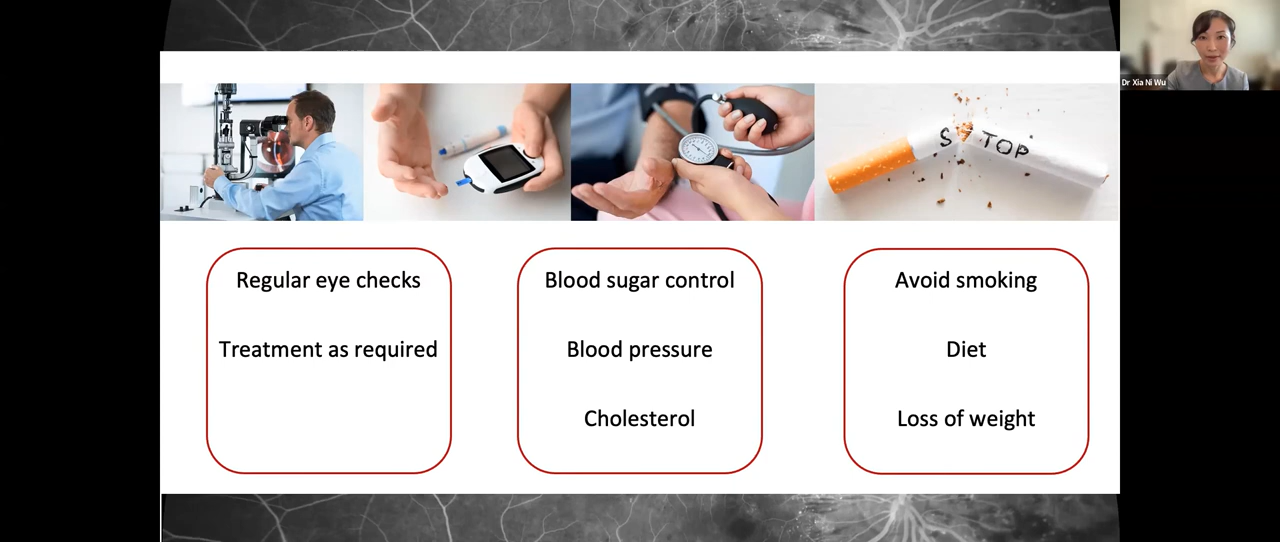 Dr Xia Ni Wu
S TOP
Regular eye checks
Treatment as required
Blood sugar control
Blood pressure
Cholesterol
Avoid smoking
Diet
Loss of weight